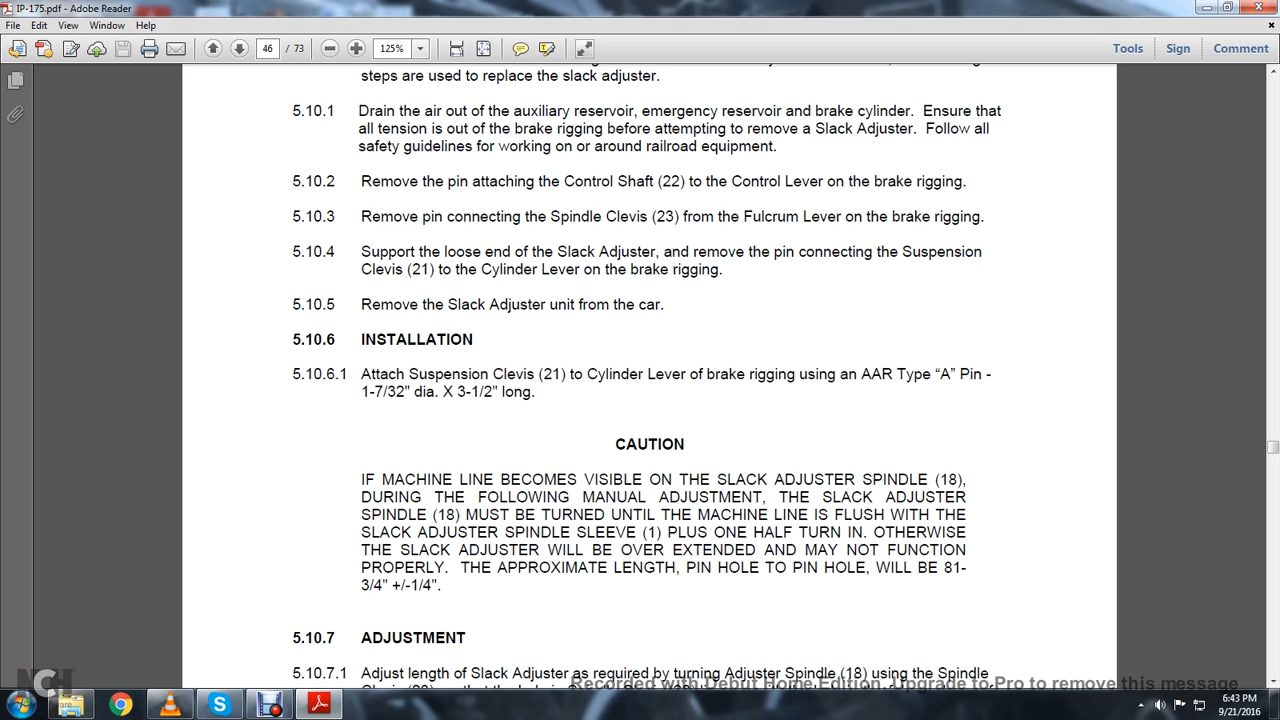 IP-175.pdf - Adobe Reader
File Edit View Window Help
46 / 73 125% Tools Sign Comment
steps are used to replace the slack adjuster.
5.10.1 Drain the air out of the auxiliary reservoir, emergency reservoir and brake cylinder. Ensure that
all tension is out of the brake rigging before attempting to remove a Slack Adjuster. Follow all
safety guidelines for working on or around railroad equipment.
5.10.2 Remove the pin attaching the Control Shaft (22) to the Control Lever on the brake rigging.
5.10.3 Remove pin connecting the Spindle Clevis (23) from the Fulcrum Lever on the brake rigging.
5.10.4 Support the loose end of the Slack Adjuster, and remove the pin connecting the Suspension
Clevis (21) to the Cylinder Lever on the brake rigging.
5.10.5 Remove the Slack Adjuster unit from the car.
5.10.6 INSTALLATION
5.10.6.1 Attach Suspension Clevis (21) to Cylinder Lever of brake rigging using an AAR Type “A” Pin -
1-7/32" dia. X 3-1/2" long.
CAUTION
IF MACHINE LINE BECOMES VISIBLE ON THE SLACK ADJUSTER SPINDLE (18),
DURING THE FOLLOWING MANUAL ADJUSTMENT, THE SLACK ADJUSTER
SPINDLE (18) MUST BE TURNED UNTIL THE MACHINE LINE IS FLUSH WITH THE
SLACK ADJUSTER SPINDLE SLEEVE (1) PLUS ONE HALF TURN IN. OTHERWISE
THE SLACK ADJUSTER WILL BE OVER EXTENDED AND MAY NOT FUNCTION
PROPERLY. THE APPROXIMATE LENGTH, PIN HOLE TO PIN HOLE, WILL BE 81-
3/4" +/-1/4".
5.10.7 ADJUSTMENT
5.10.7.1 Adjust length of Slack Adjuster as required by turning Adjuster Spindle (18) using the Spindle
Recorded with Debut Home Edition. Upgrade to Pro to remove this message
NCH
ware
6:43 PM
9/21/2016